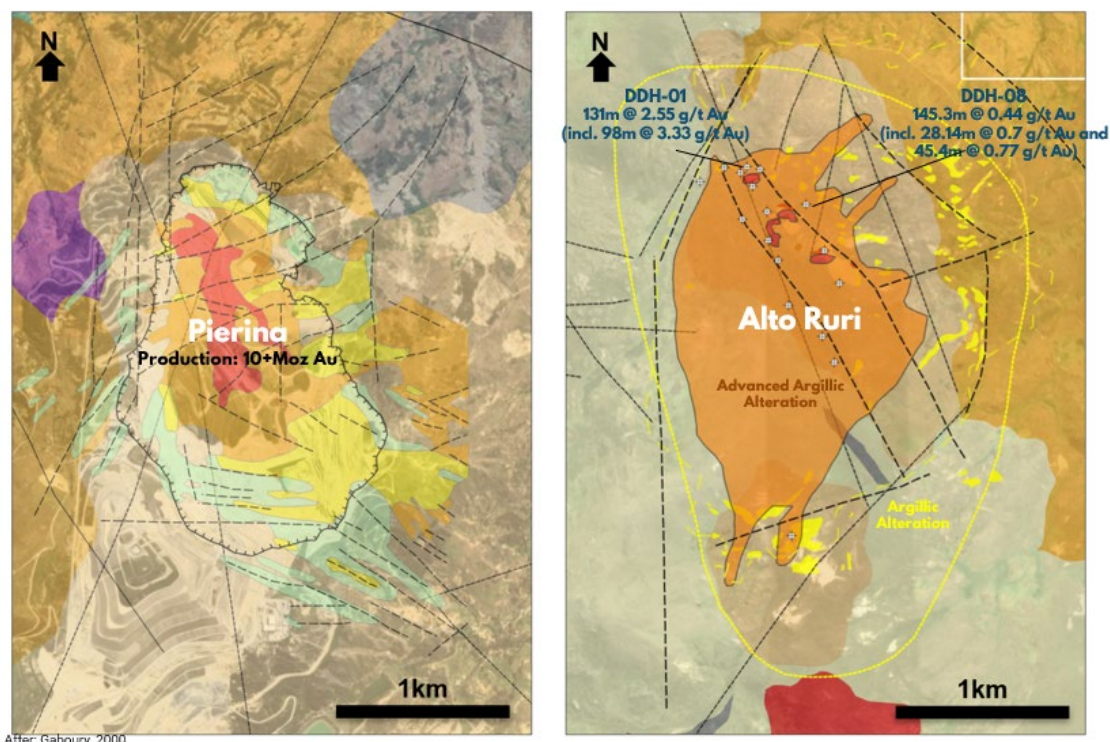 N
Pierina
Production: 10+Moz Au
1km
After: Gaboury, 2000
N
DDH-01
131m @ 2.55 g/t Au
(incl. 98m @ 3.33 g/t Au)
DDH-08
145.3m @ 0.44 g/t Au
(incl. 28.14m @ 0.7 g/t Au and
45.4m @ 0.77 g/t Au)
Alto Ruri
Advanced Argillic
Alteration
Argillic
Alteration
1km